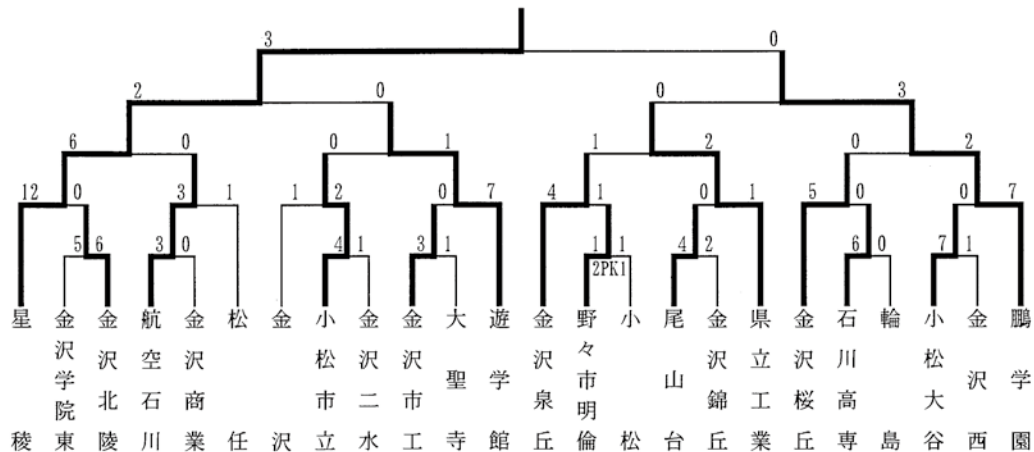 3 0
2 0 0 3
6 0 0 1 1 2 0 2
12 0 3 1 1 2 0 7 4 1 0 1 5 0 0 7
5 6 3 0 4 1 3 1 1 1 4 2 6 0 7 1
2PK1
星稜
金沢学院東
金沢北陵
航空石川
金沢商業
松任
金沢
小松市立
金沢二水
金沢市工
大聖寺
遊学館
金沢泉丘
野々市明倫
小松
尾山台
金沢錦丘
県立工業
金沢桜丘
石川高専
輪島
小松大谷
金沢西
鵬学園